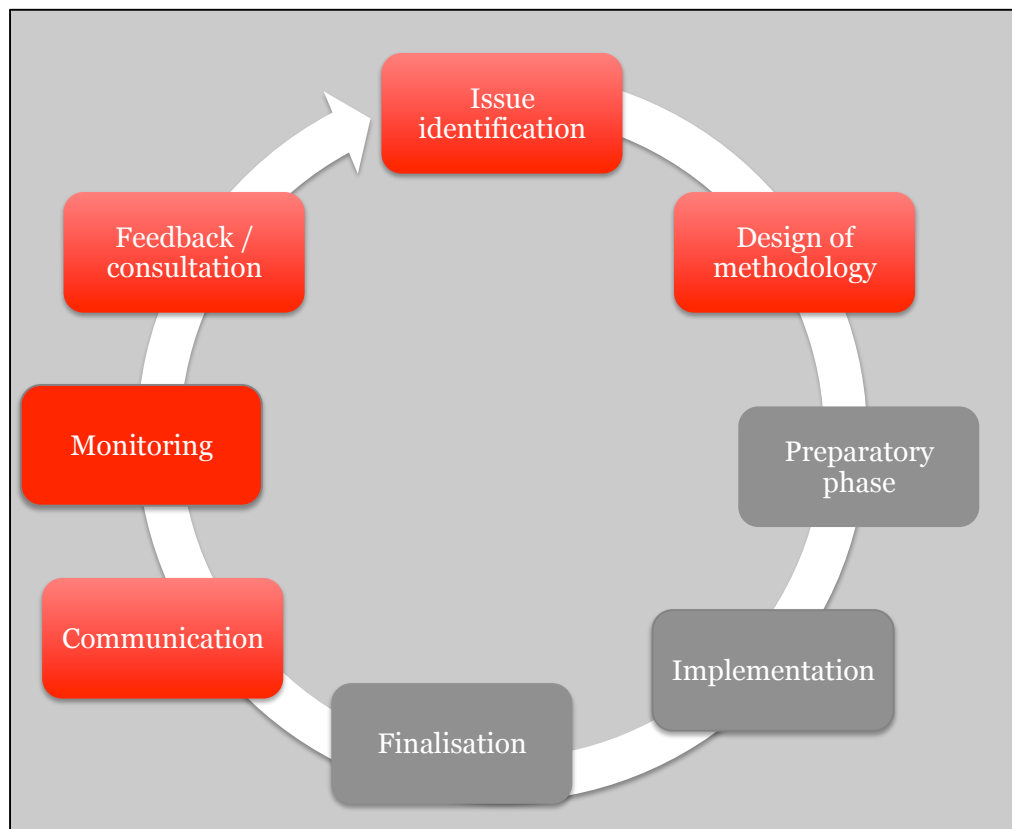 Issue
identification
Design of
methodology
Preparatory
phase
Implementation
Finalisation
Communication
Monitoring
Feedback /
consultation